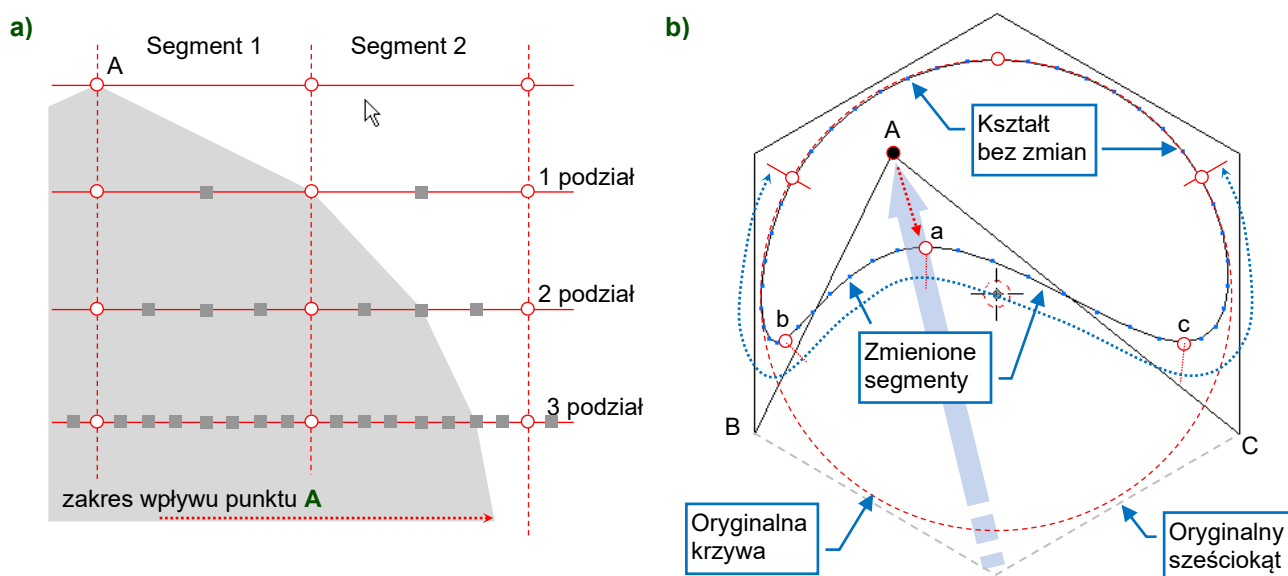 a)
Segment 1
Segment 2
A
1 podział
2 podział
3 podział
zakres wpływu punktu A
b)
A
Kształt
bez zmian
a
b
c
Zmienione
segmenty
B
C
Oryginalna
krzywa
Oryginalny
sześciokąt